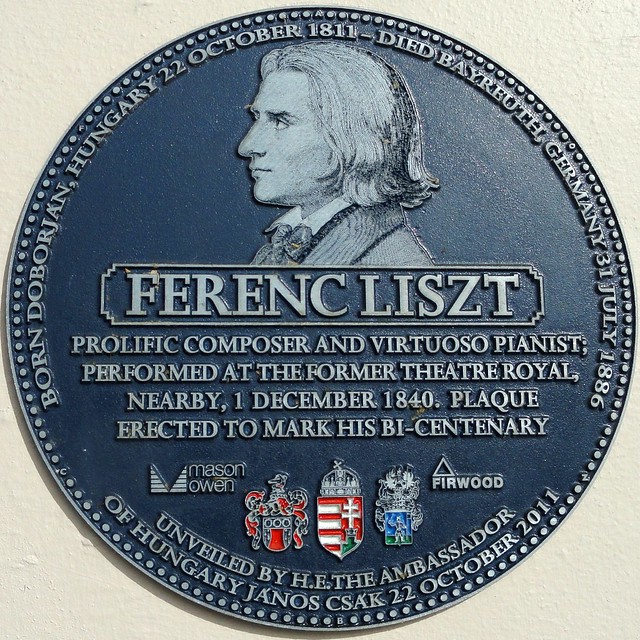 BORN DOBORJÁN, HUNGARY 22 OCTOBER 1811 – DIED BAYREUTH, GERMANY 31 JULY 1886
FERENC LISZT
PROLIFIC COMPOSER AND VIRTUOSO PIANIST;
PERFORMED AT THE FORMER THEATRE ROYAL,
NEARBY, 1 DECEMBER 1840. PLAQUE
ERECTED TO MARK HIS BI-CENTENARY
mason
owen
FIRWOOD
UNVEILED BY H.E. THE AMBASSADOR
OF HUNGARY JÁNOS CSÁK 22 OCTOBER 2011